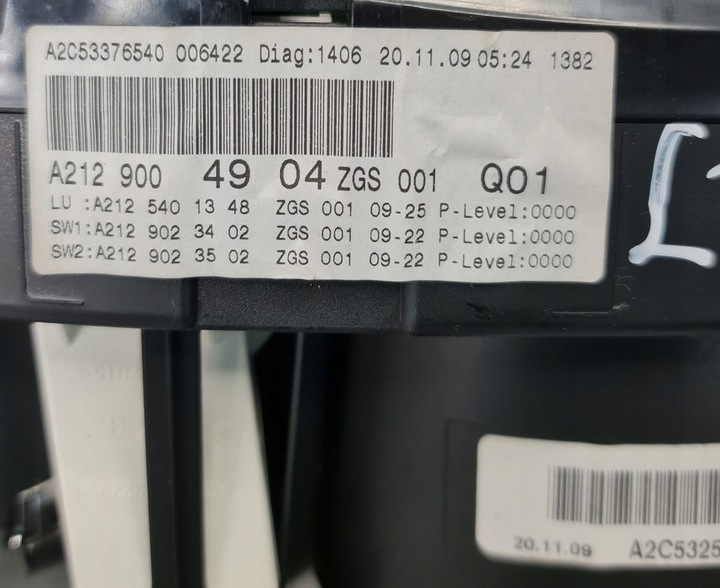 A2C53376540 006422 Diag:1406 20.11.09 05:24 1382
A212 900 49 04 ZGS 001 Q01
LU :A212 540 13 48 ZGS 001 09-25 P-Level:0000
SW1:A212 902 34 02 ZGS 001 09-22 P-Level:0000
SW2:A212 902 35 02 ZGS 001 09-22 P-Level:0000
20.11.09 A2C5325